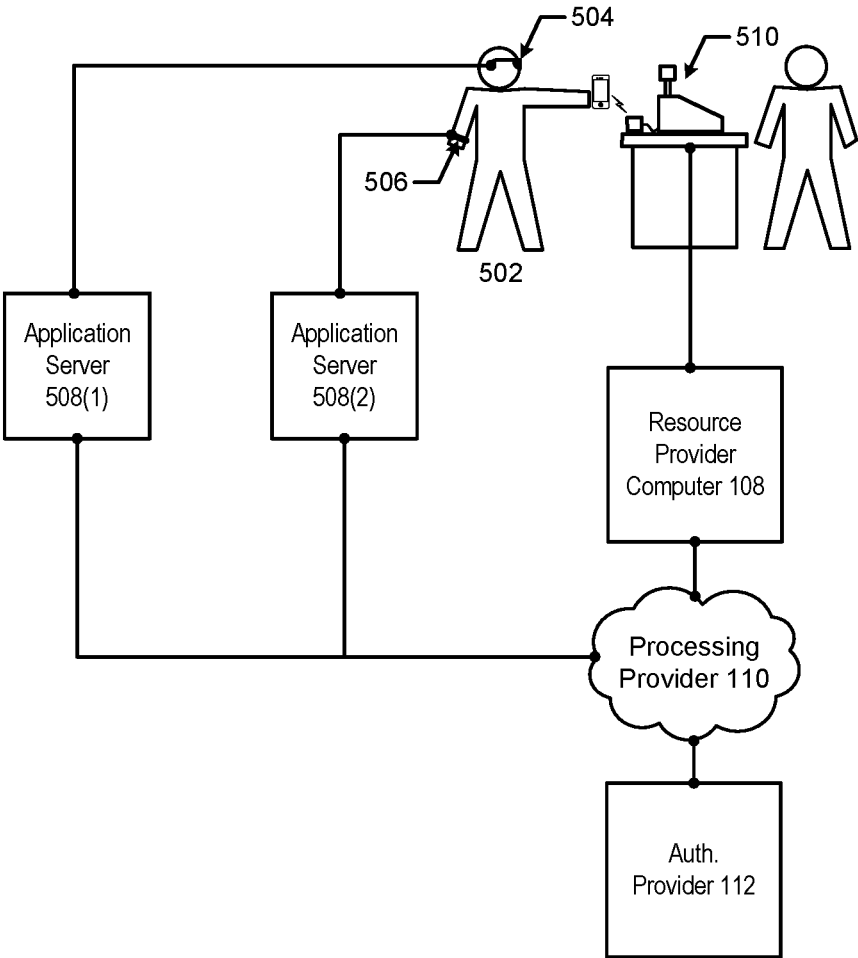 504
510
506
502
Application
Server
508(1)
Application
Server
508(2)
Resource
Provider
Computer 108
Processing
Provider 110
Auth.
Provider 112